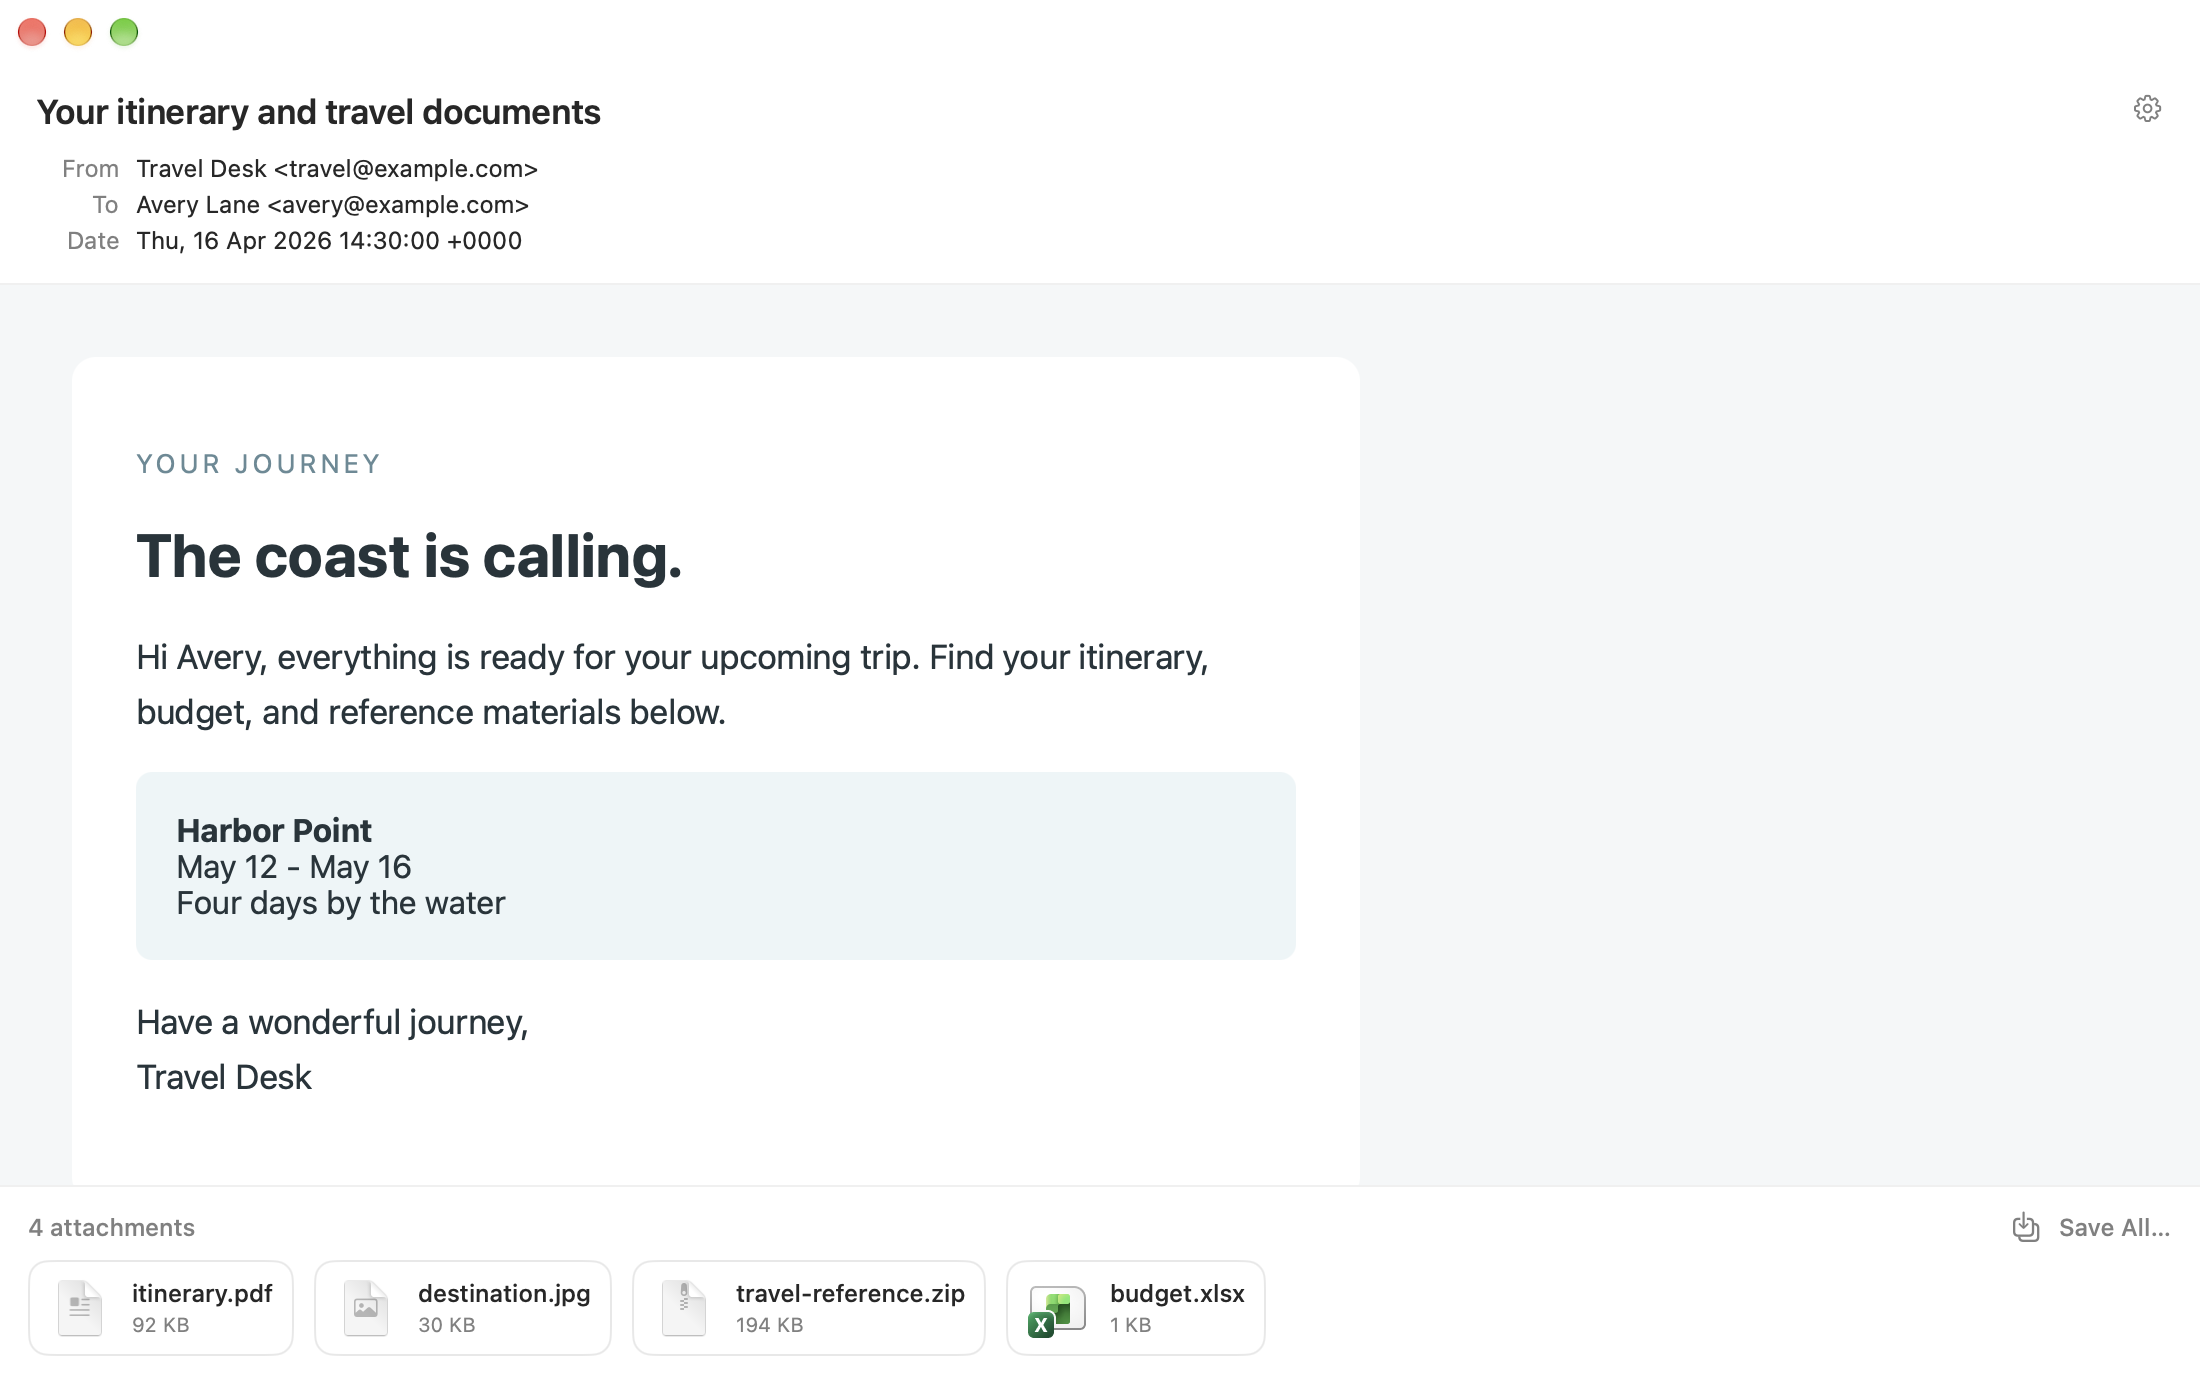 Your itinerary and travel documents
From Travel Desk <travel@example.com>
To Avery Lane <avery@example.com>
Date Thu, 16 Apr 2026 14:30:00 +0000
YOUR JOURNEY
The coast is calling.
Hi Avery, everything is ready for your upcoming trip. Find your itinerary,
budget, and reference materials below.
Harbor Point
May 12 - May 16
Four days by the water
Have a wonderful journey,
Travel Desk
4 attachments
Save All...
itinerary.pdf
92 KB
destination.jpg
30 KB
travel-reference.zip
194 KB
X
budget.xlsx
1 KB